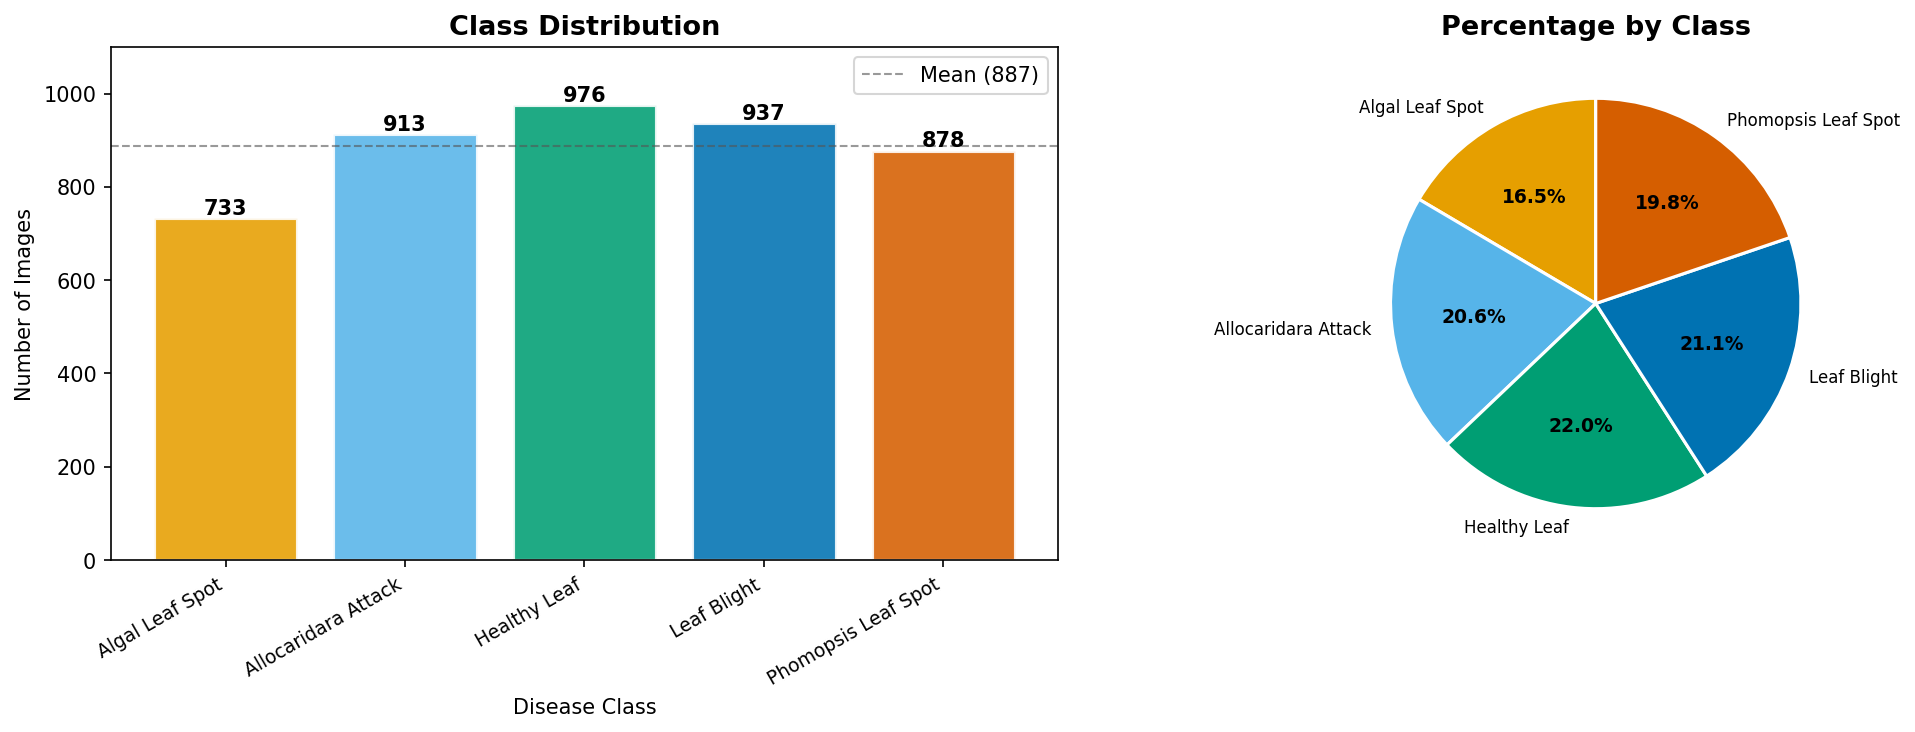 Class Distribution
Mean (887)
Number of Images
1000
800
600
400
200
0
733
913
976
937
878
Algal Leaf Spot
Allocaridara Attack
Healthy Leaf
Leaf Blight
Phomopsis Leaf Spot
Disease Class
Percentage by Class
Algal Leaf Spot
Phomopsis Leaf Spot
16.5%
19.8%
Allocaridara Attack
20.6%
21.1%
Leaf Blight
22.0%
Healthy Leaf